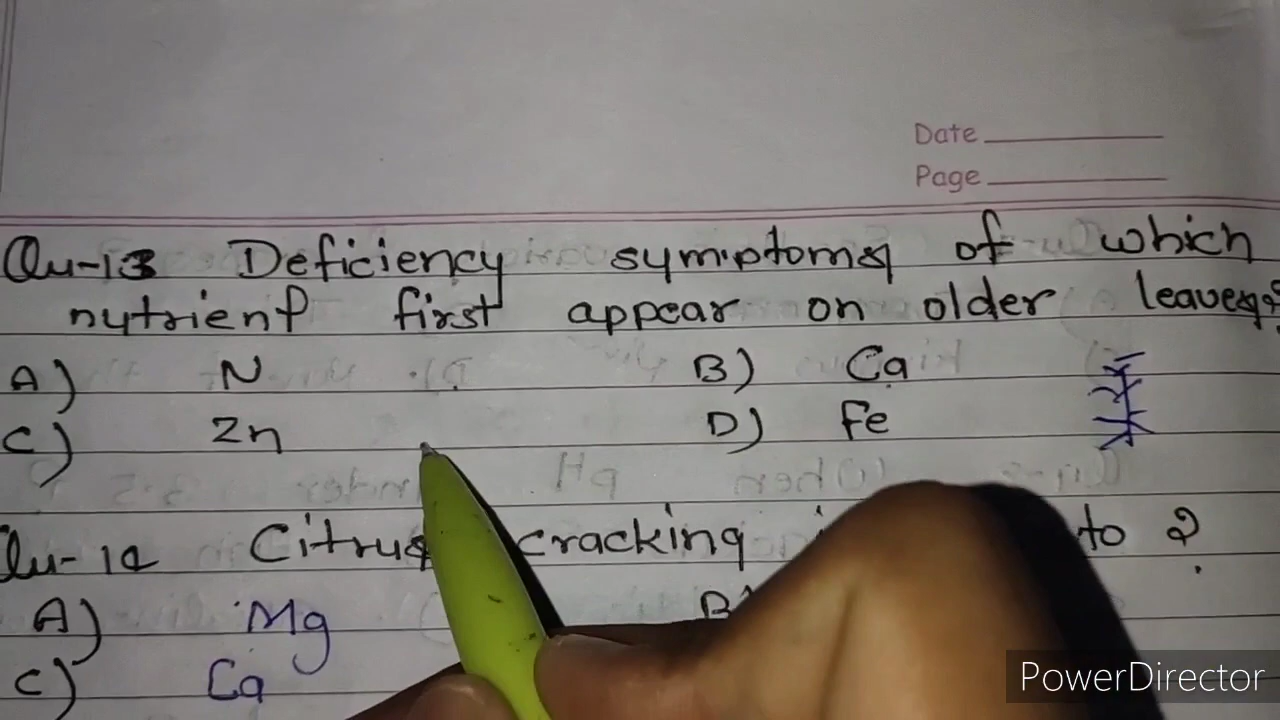 Date
Page
Qu-13 Deficiency symptoms of which
nutrient first appear on older leaves?
A) N B) Ca
C) Zn D) Fe
Qu-14 Citrus cracking to ?
A) Mg B)
C) Ca
PowerDirector